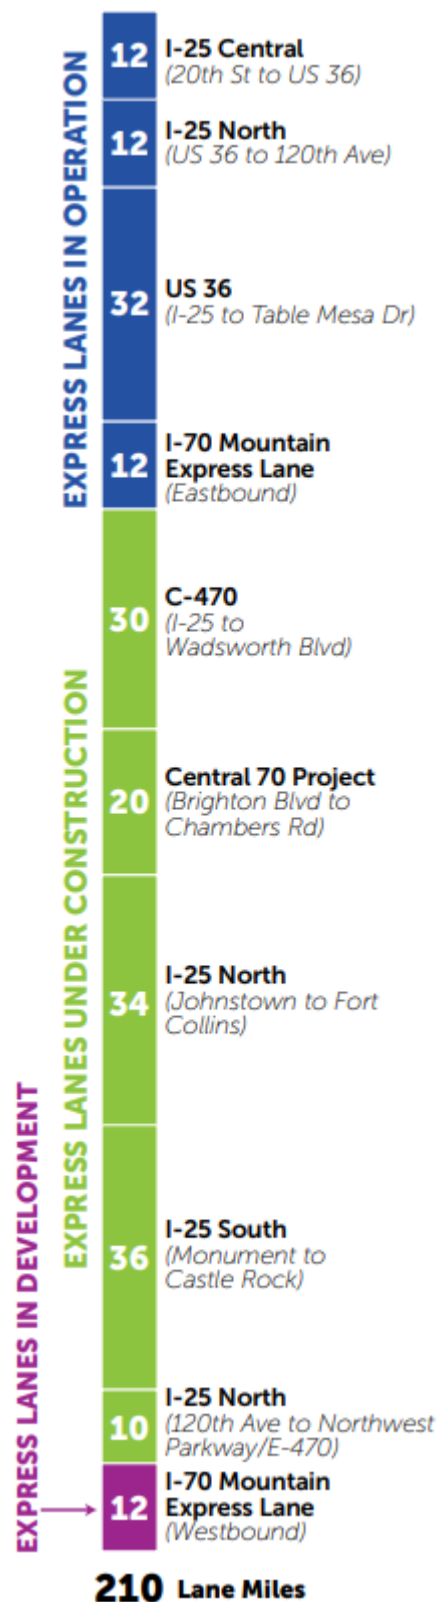 EXPRESS LANES IN OPERATION
12 I-25 Central
(20th St to US 36)
12 I-25 North
(US 36 to 120th Ave)
32 US 36
(I-25 to Table Mesa Dr)
12 I-70 Mountain
Express Lane
(Eastbound)
EXPRESS LANES UNDER CONSTRUCTION
30 C-470
(I-25 to
Wadsworth Blvd)
20 Central 70 Project
(Brighton Blvd to
Chambers Rd)
34 I-25 North
(Johnstown to Fort
Collins)
36 I-25 South
(Monument to
Castle Rock)
10 I-25 North
(120th Ave to Northwest
Parkway/E-470)
EXPRESS LANES IN DEVELOPMENT
12 I-70 Mountain
Express Lane
(Westbound)
210 Lane Miles